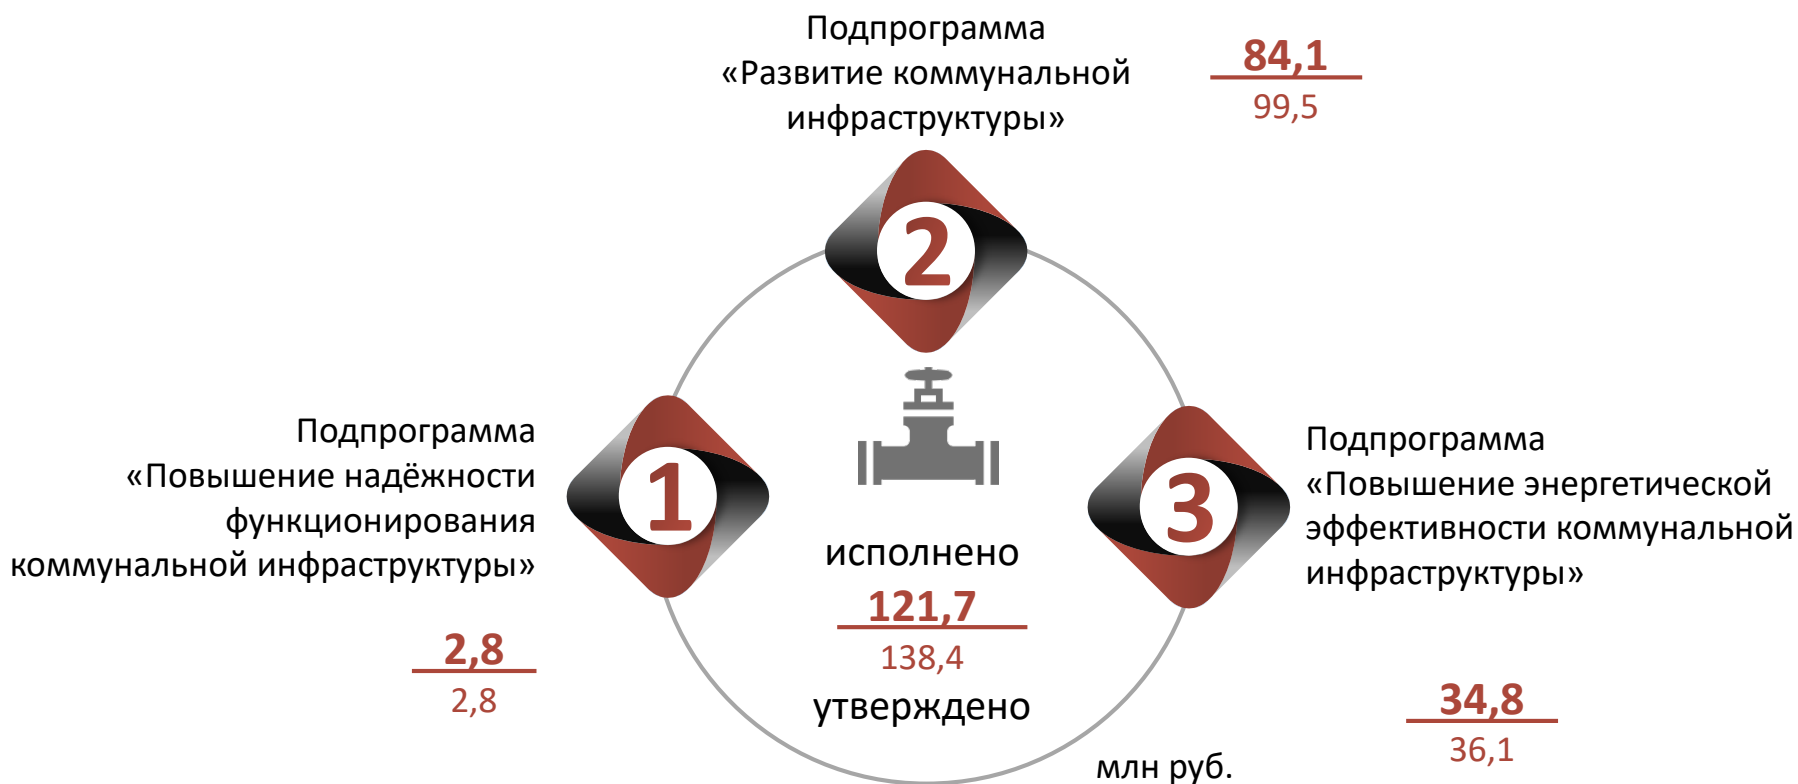 Подпрограмма
«Развитие коммунальной
инфраструктуры»
84,1
99,5
2
Подпрограмма
«Повышение надёжности
функционирования
коммунальной инфраструктуры»
1
2,8
2,8
исполнено
121,7
138,4
утверждено
3
Подпрограмма
«Повышение энергетической
эффективности коммунальной
инфраструктуры»
34,8
36,1
млн руб.